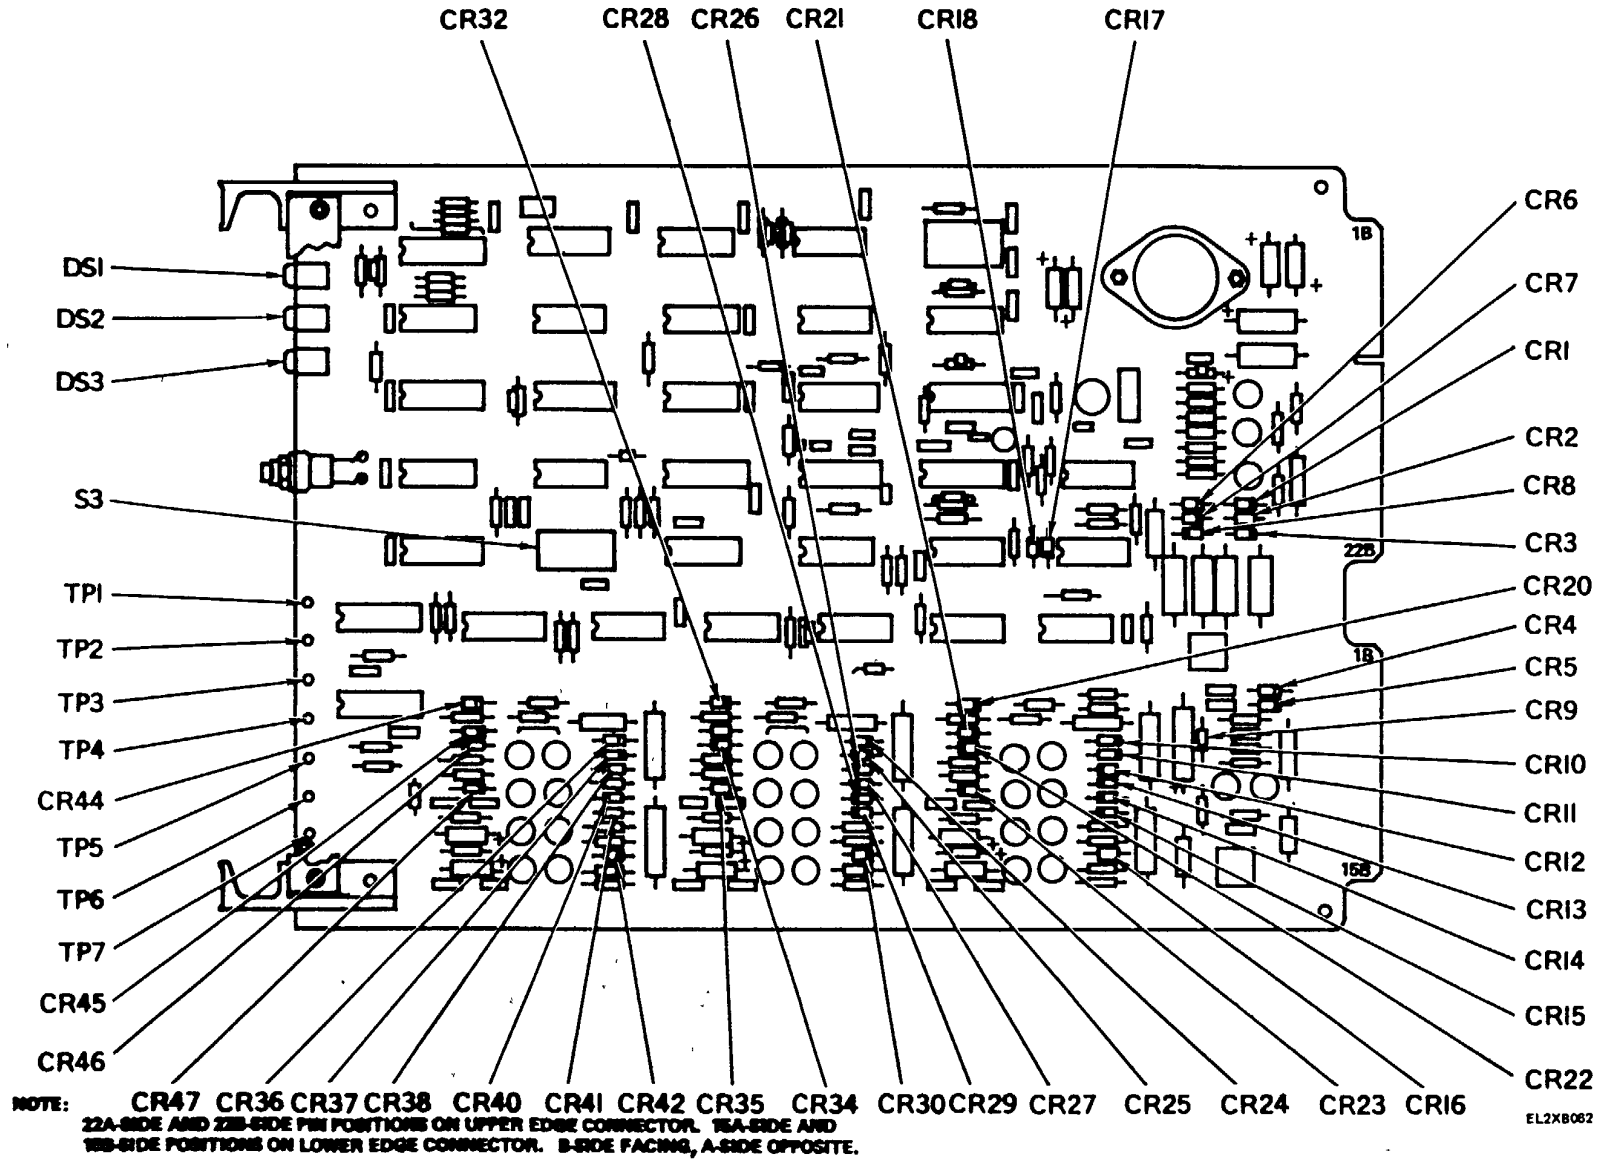 CR32 CR28 CR26 CR21 CR18 CR17
CR6
1B
DS1
CR7
DS2
CR1
DS3
CR2
CR8
S3
CR3
22B
CR20
TP1
CR4
TP2
1B
CR5
TP3
CR9
TP4
CR10
CR44
CR11
TP5
CR12
15B
TP6
CR13
TP7
CR14
CR45
CR15
CR46
CR22
CR47 CR36 CR37 CR38 CR40 CR41 CR42 CR35 CR34 CR30 CR29 CR27 CR25 CR24 CR23 CR16
NOTE:
22A-SIDE AND 22B-SIDE PIN POSITIONS ON UPPER EDGE CONNECTOR. 15A-SIDE AND
15B-SIDE POSITIONS ON LOWER EDGE CONNECTOR. B-SIDE FACING, A-SIDE OPPOSITE.
EL2XB062